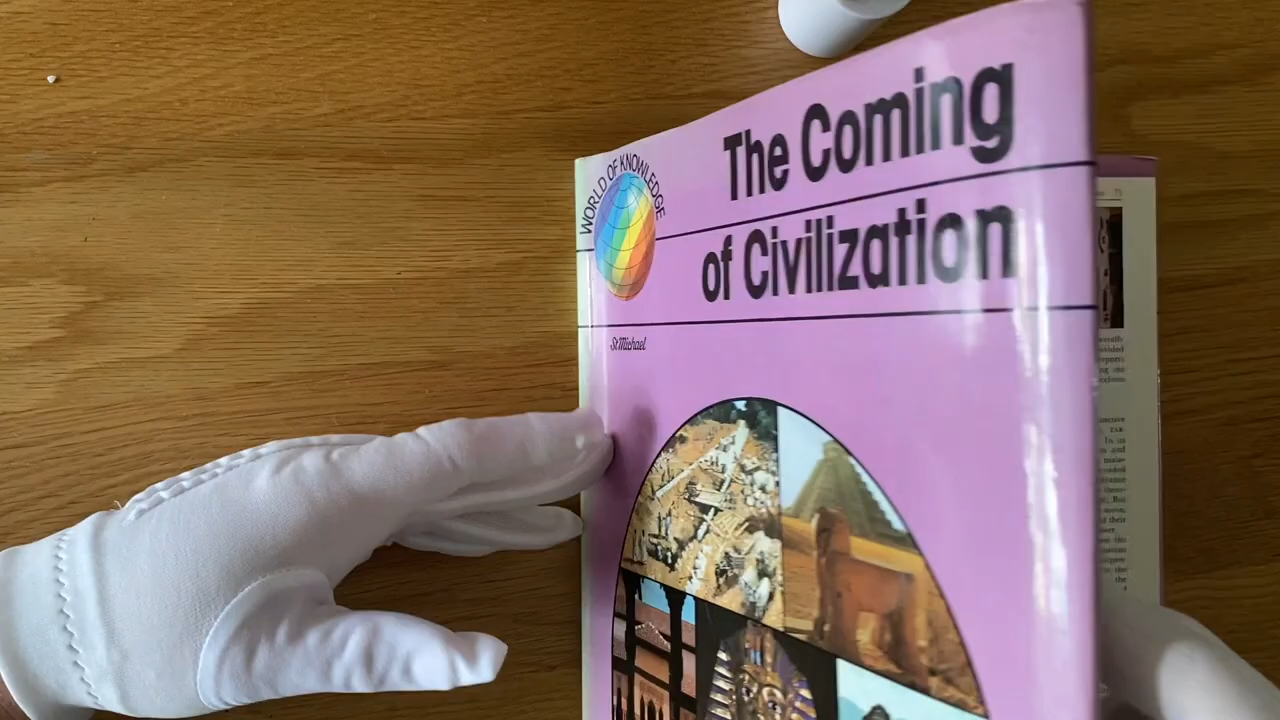 The Coming
of Civilization
WORLD OF KNOWLEDGE
St Michael